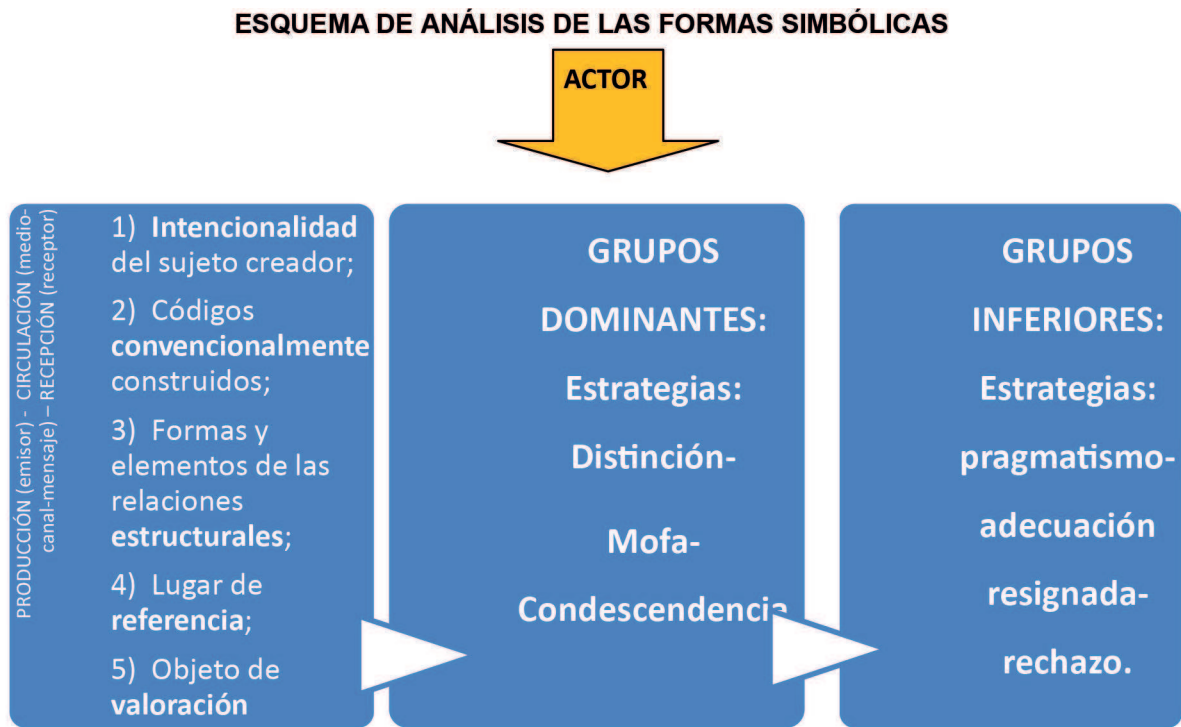 ESQUEMA DE ANÁLISIS DE LAS FORMAS SIMBÓLICAS
ACTOR
PRODUCCIÓN (emisor) - CIRCULACIÓN (medio-
canal-mensaje) – RECEPCIÓN (receptor)
1) Intencionalidad
del sujeto creador;
2) Códigos
convencionalmente
construidos;
3) Formas y
elementos de las
relaciones
estructurales;
4) Lugar de
referencia;
5) Objeto de
valoración
GRUPOS
DOMINANTES:
Estrategias:
Distinción-
Mofa-
Condescendencia
GRUPOS
INFERIORES:
Estrategias:
pragmatismo-
adecuación
resignada-
rechazo.